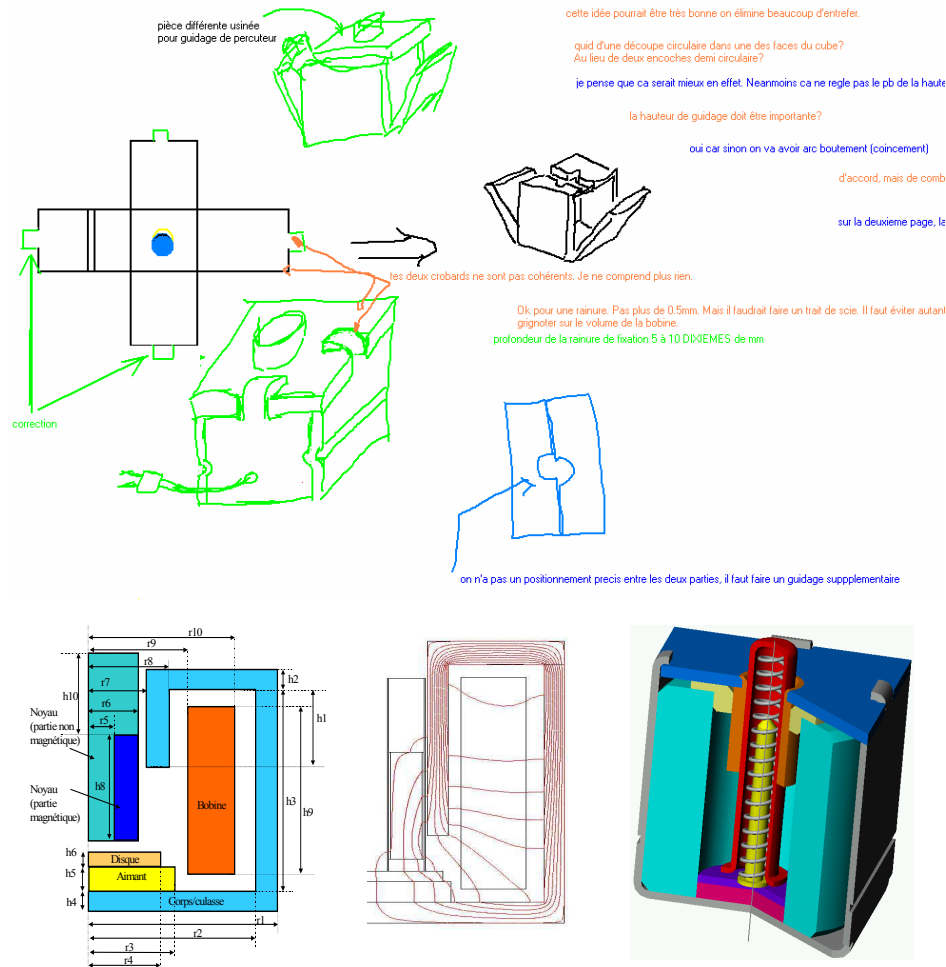 pièce différente usinée
pour guidage de percuteur
cette idée pourrait être très bonne on élimine beaucoup d'entrefer.
quid d'une découpe circulaire dans une des faces du cube?
Au lieu de deux encoches demi circulaire?
je pense que ca serait mieux en effet. Neanmoins ca ne regle pas le pb de la haute
la hauteur de guidage doit être importante?
oui car sinon on va avoir arc boutement (coincement)
d'accord, mais de comb
sur la deuxieme page, la
tes deux crobards ne sont pas cohérents. Je ne comprend plus rien.
Ok pour une rainure. Pas plus de 0.5mm. Mais il faudrait faire un trait de scie. Il faut éviter autant
grignoter sur le volume de la bobine.
profondeur de la rainure de fixation 5 à 10 DIXIEMES de mm
correction
on n'a pas un positionnement precis entre les deux parties, il faut faire un guidage suppplementaire
r10
r9
r8
r7
r6
r5
h10
h2
h1
Noyau
(partie non
magnétique)
h8
h3
h9
Noyau
(partie
magnétique)
Bobine
h6
Disque
h5
Aimant
h4
Corps/culasse
r1
r2
r3
r4